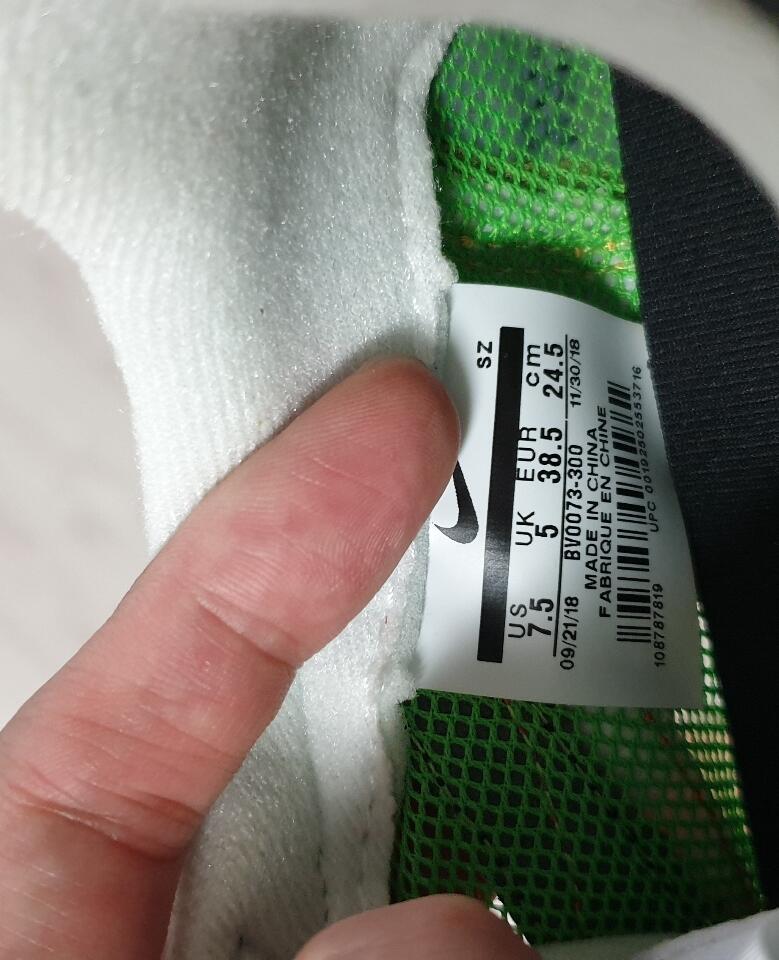 SZ
US UK EUR cm
7.5 5 38.5 24.5
09/21/18 BV0073-300 11/30/18
MADE IN CHINA
FABRIQUE EN CHINE
108787819 UPC 00192502553716